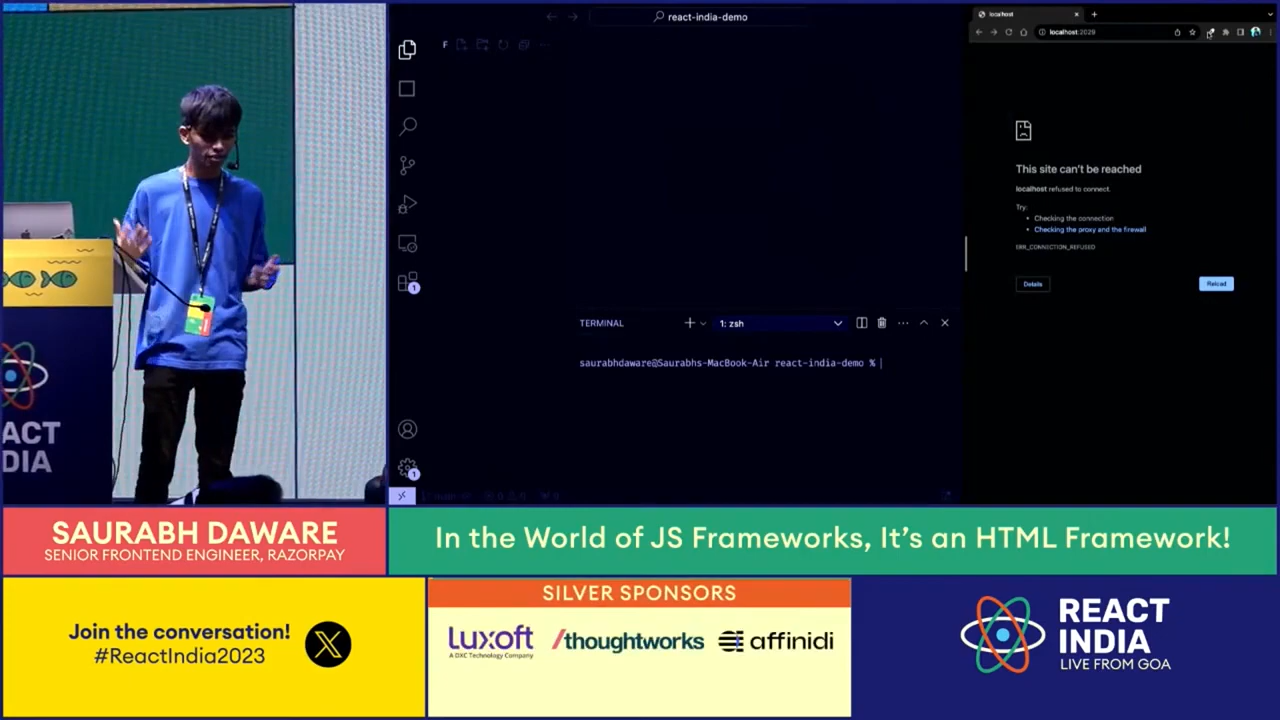 react-india-demo
F
1
TERMINAL
1: zsh
saurabhdaware@Saurabhs-MacBook-Air react-india-demo %
1
localhost
localhost:2029
This site can't be reached
localhost refused to connect.
Try:
• Checking the connection
• Checking the proxy and the firewall
ERR_CONNECTION_REFUSED
Details
Reload
ACT
INDIA
SAURABH DAWARE
SENIOR FRONTEND ENGINEER, RAZORPAY
In the World of JS Frameworks, It's an HTML Framework!
Join the conversation!
#ReactIndia2023
SILVER SPONSORS
Luxoft
A DXC Technology Company
/thoughtworks
affinidi
REACT
INDIA
LIVE FROM GOA